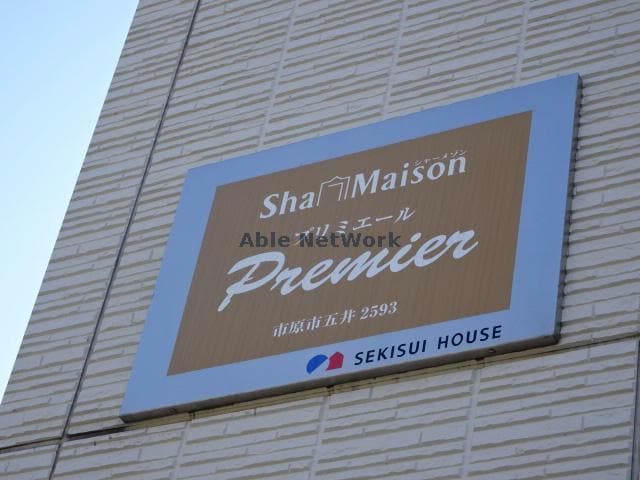 シャーメゾン
Sha Maison
プリミエール
Able NetWork
Premier
市原市五井 2593
SEKISUI HOUSE